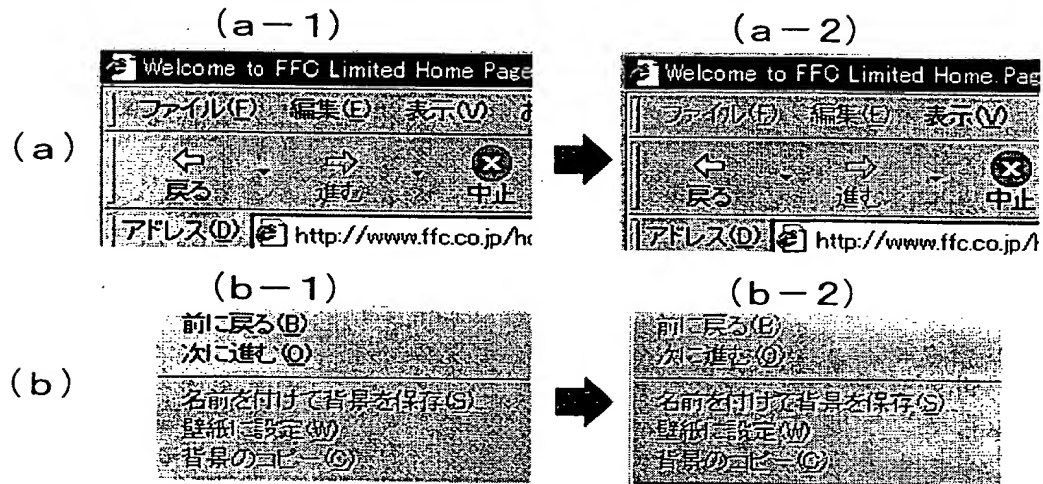 (a－1)
(a－2)
(a)
Welcome to FFC Limited Home Page
ファイル(F) 編集(E) 表示(V) お
戻る 進む 中止
アドレス(D) http://www.ffc.co.jp/h
Welcome to FFC Limited Home Pag
ファイル(F) 編集(E) 表示(V)
戻る 進む 中止
アドレス(D) http://www.ffc.co.jp/h
(b－1)
(b－2)
(b)
前に戻る(B)
次に進む(O)
名前を付けて背景を保存(S)
壁紙に設定(W)
背景のコピー(C)
前に戻る(B)
次に進む(O)
名前を付けて背景を保存(S)
壁紙に設定(W)
背景のコピー(C)